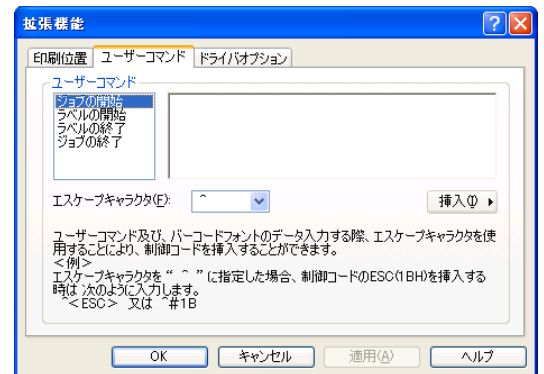 拡張機能
印刷位置 ユーザーコマンド ドライバオプション
ユーザーコマンド
ジョブの開始
ラベルの開始
ラベルの終了
ジョブの終了
エスケープキャラクタ(E): ^ 挿入(I)
ユーザーコマンド及び、バーコードフォントのデータ入力する際、エスケープキャラクタを使
用することにより、制御コードを挿入することができます。
<例>
エスケープキャラクタを“ ^ ”に指定した場合、制御コードのESC(1BH)を挿入する
時は次のように入力します。
^<ESC> 又は ^#1B
OK キャンセル 適用(A) ヘルプ